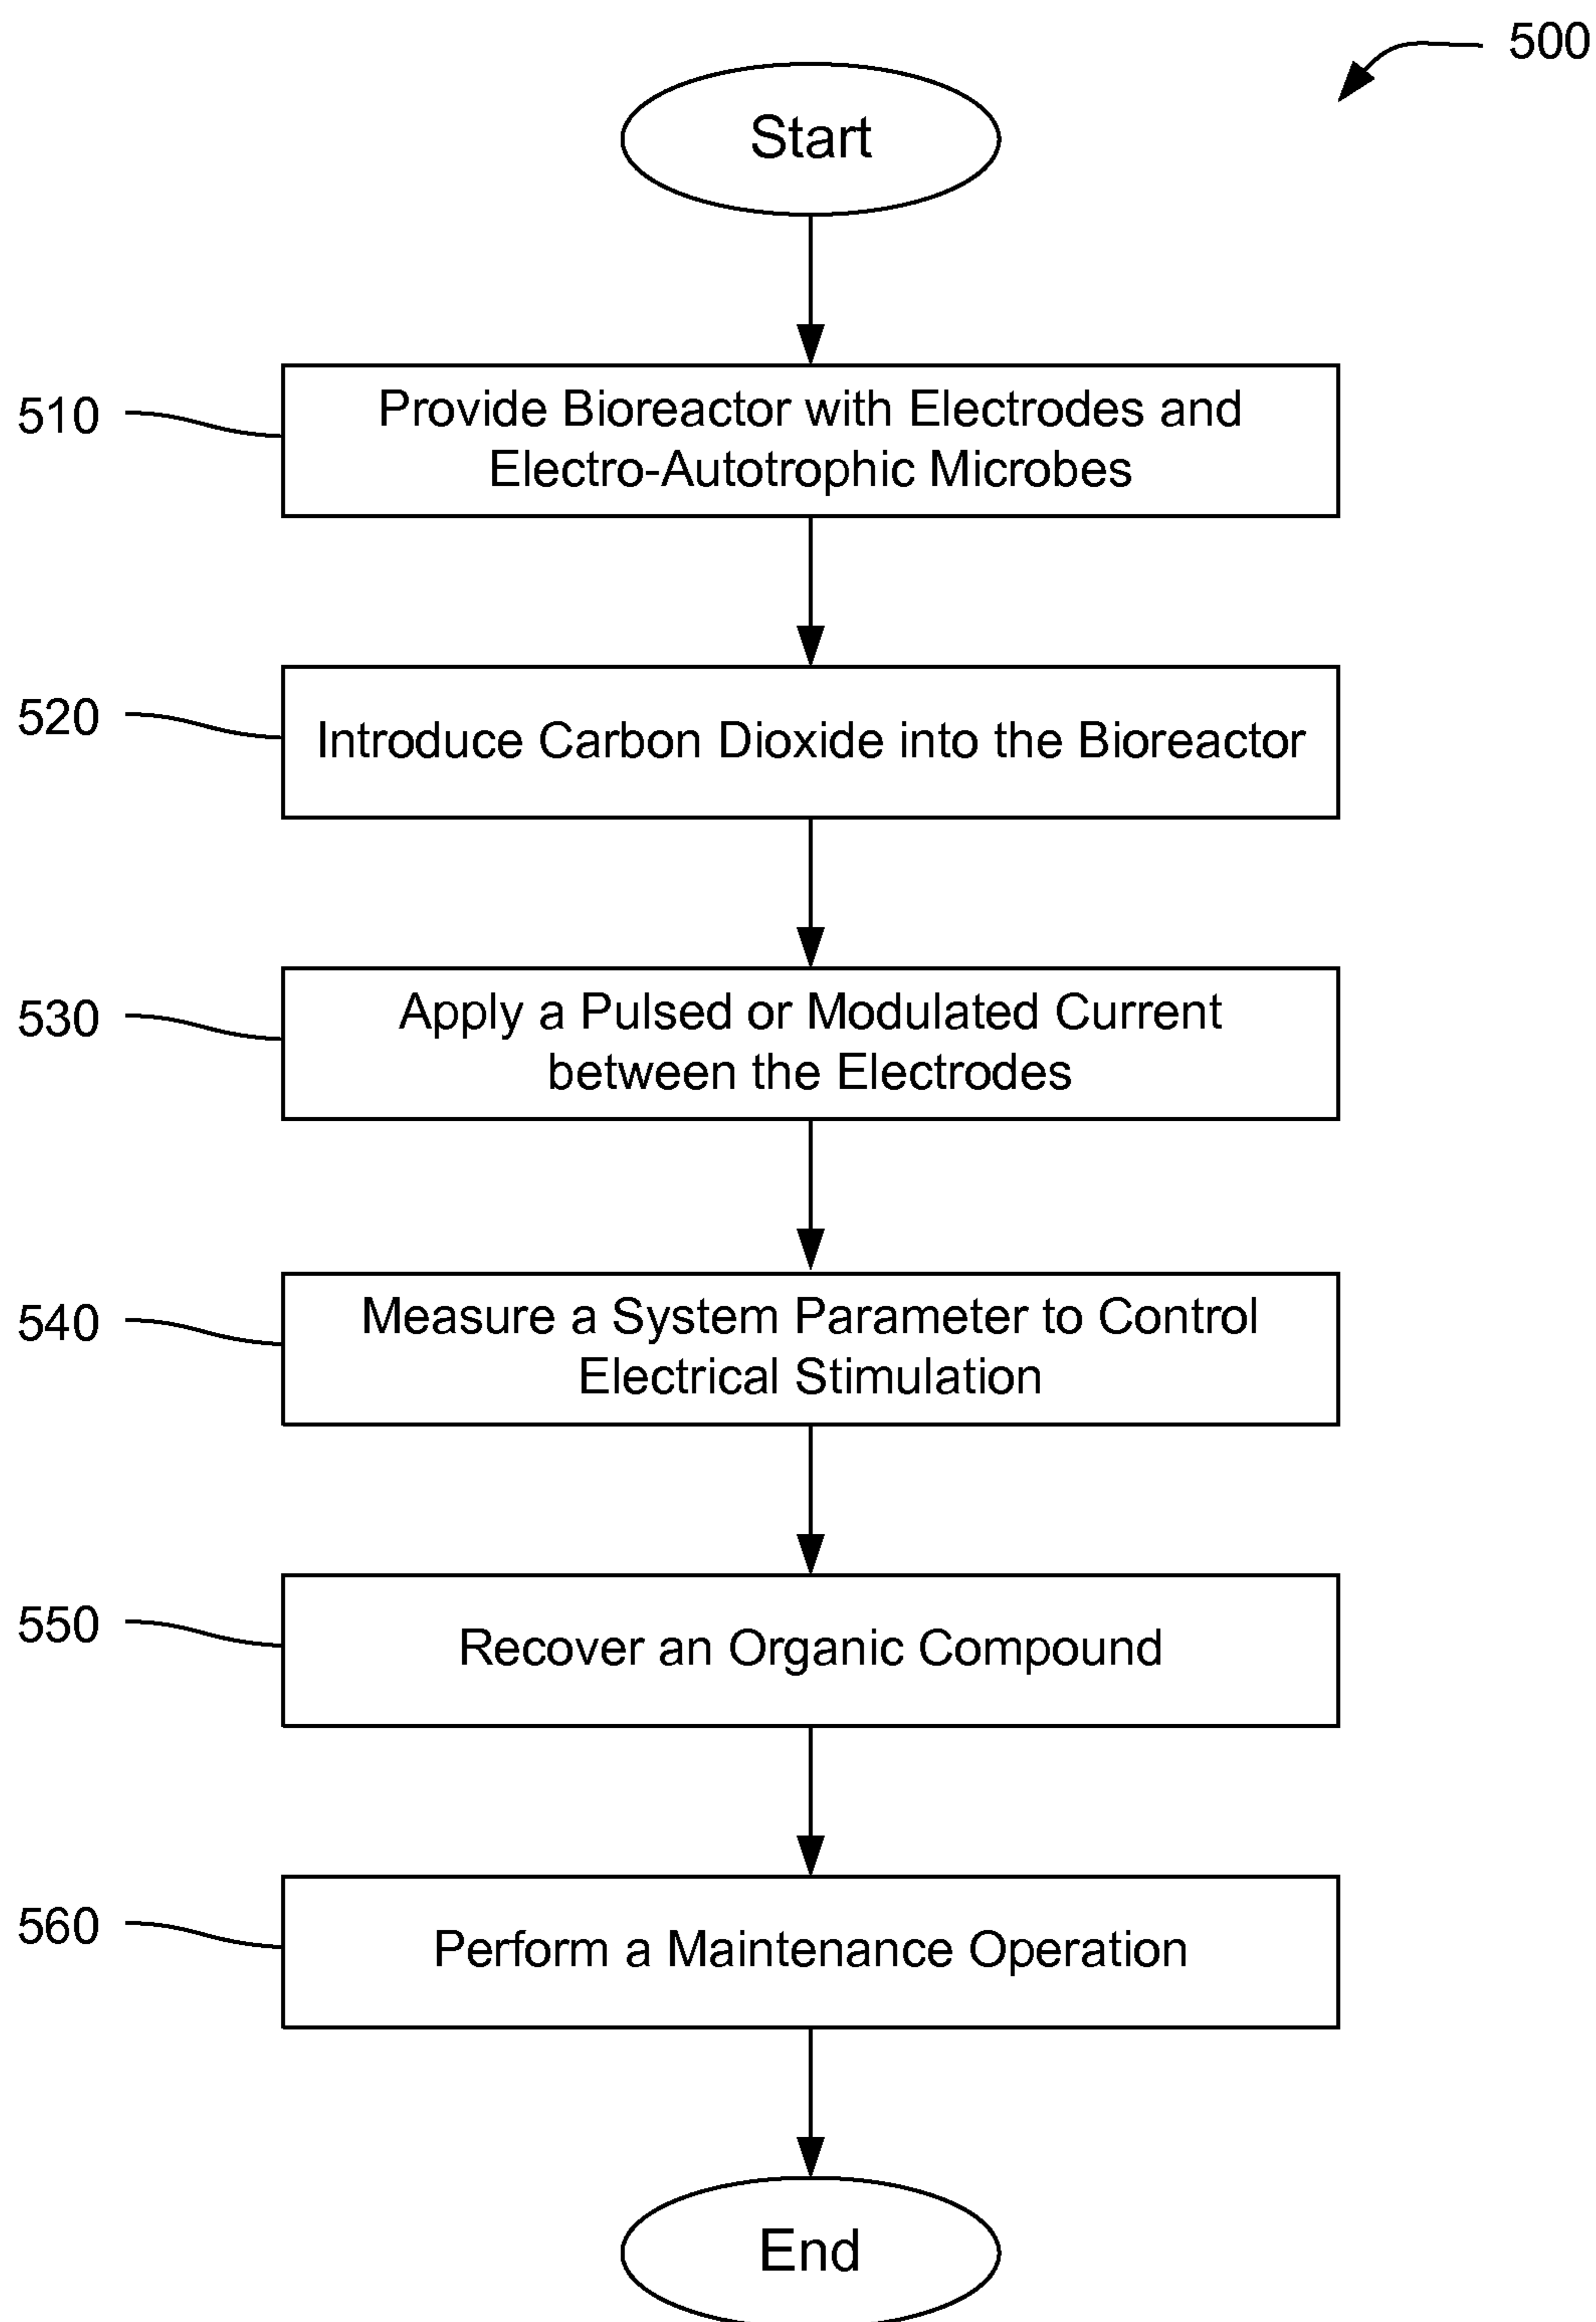 500
Start
510
Provide Bioreactor with Electrodes and
Electro-Autotrophic Microbes
520
Introduce Carbon Dioxide into the Bioreactor
530
Apply a Pulsed or Modulated Current
between the Electrodes
540
Measure a System Parameter to Control
Electrical Stimulation
550
Recover an Organic Compound
560
Perform a Maintenance Operation
End